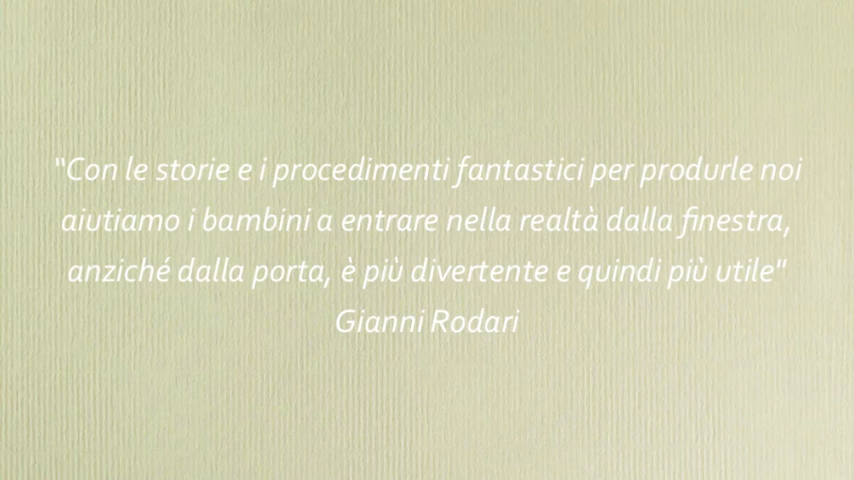 “Con le storie e i procedimenti fantastici per produrle noi
aiutiamo i bambini a entrare nella realtà dalla finestra,
anziché dalla porta, è più divertente e quindi più utile"
Gianni Rodari